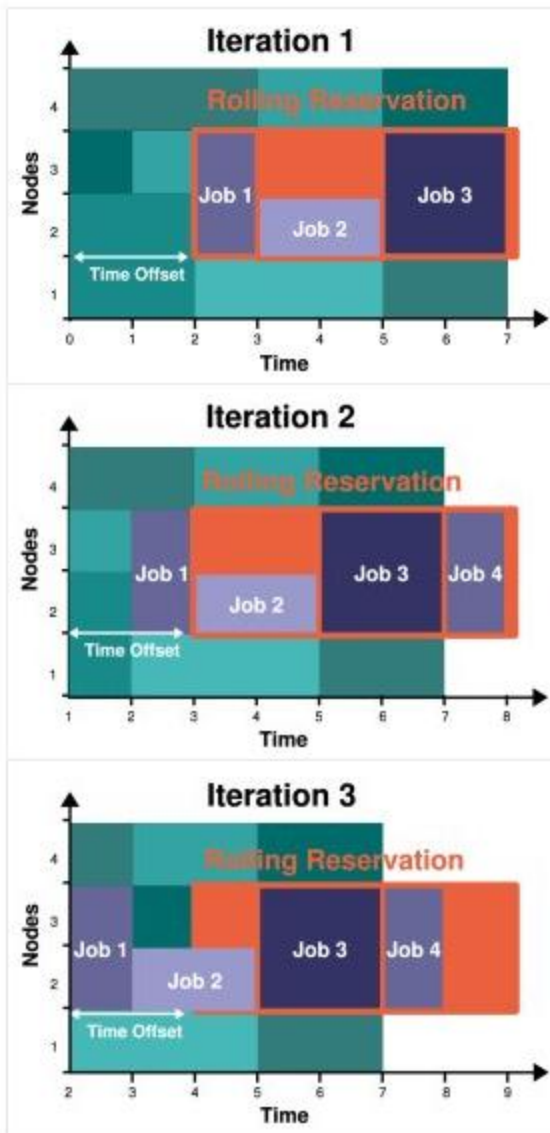 Iteration 1
Rolling Reservation
4
3
Job 1
Job 3
Nodes
2
Job 2
Time Offset
1
0 1 2 3 4 5 6 7
Time
Iteration 2
Rolling Reservation
4
3
Job 1
Job 3
Job 4
Nodes
2
Job 2
Time Offset
1
1 2 3 4 5 6 7 8
Time
Iteration 3
Rolling Reservation
4
3
Job 1
Job 3
Job 4
Nodes
2
Job 2
Time Offset
1
2 3 4 5 6 7 8 9
Time